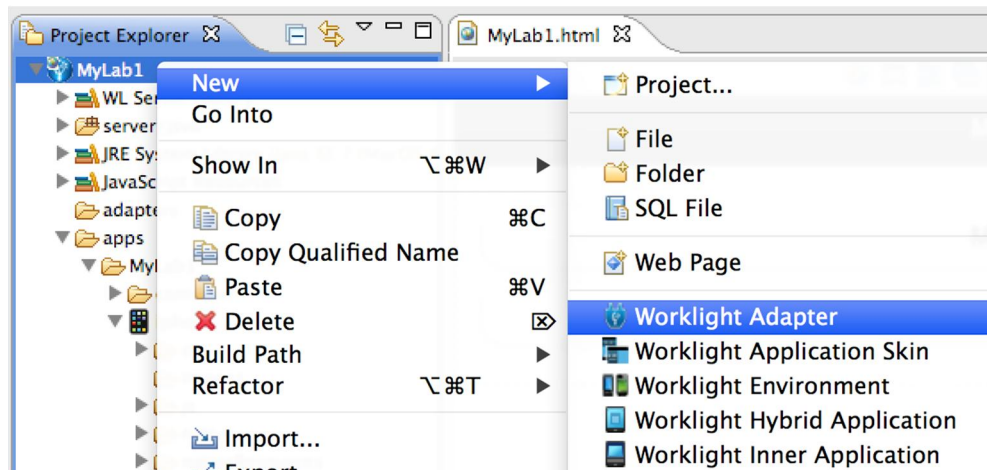 Project Explorer
MyLab1.html
MyLab1
WL Ser
server
JRE Sy
JavaSc
adapte
apps
My
New
Go Into
Show In ⌥⌘W
Copy ⌘C
Copy Qualified Name
Paste ⌘V
Delete ⌦
Build Path
Refactor ⌥⌘T
Import...
Export
Project...
File
Folder
SQL File
Web Page
Worklight Adapter
Worklight Application Skin
Worklight Environment
Worklight Hybrid Application
Worklight Inner Application